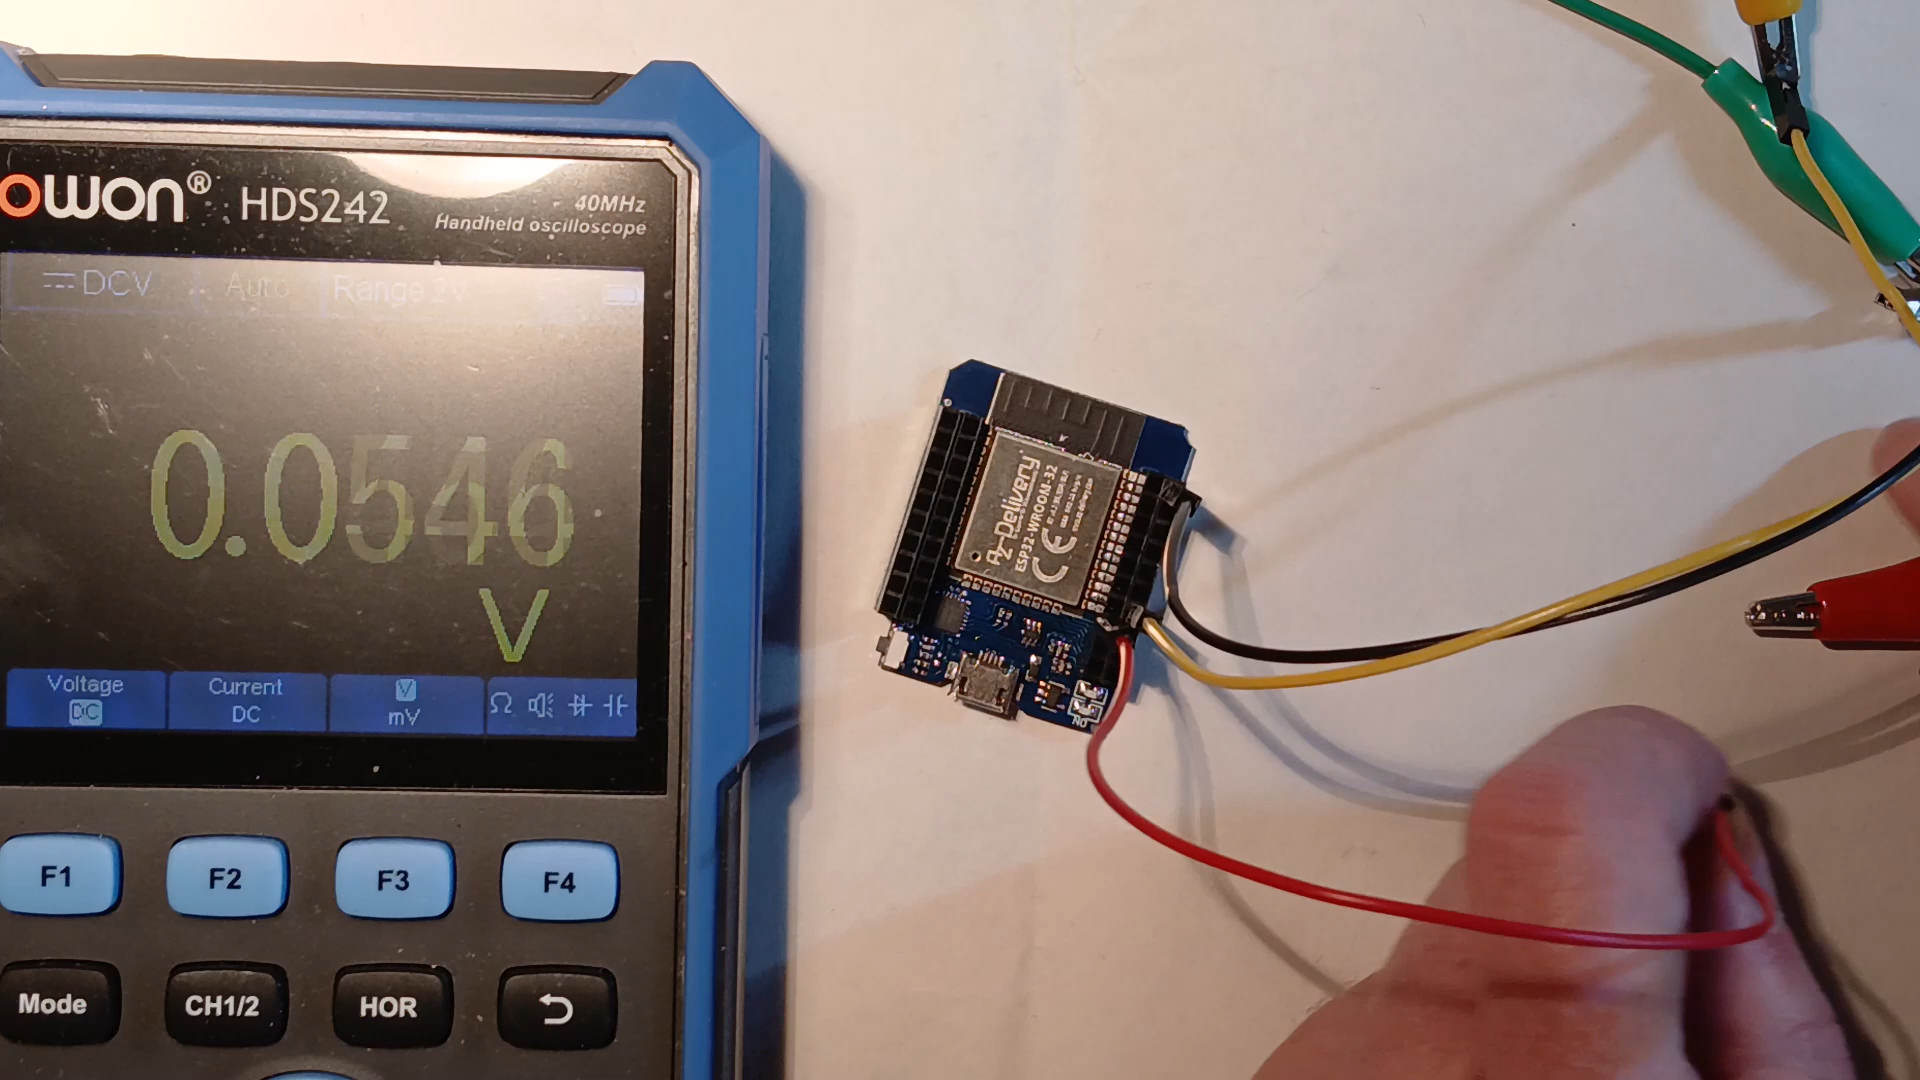 owon® HDS242
40MHz
Handheld oscilloscope
DCV Auto Range 2V
0.0546
V
Voltage
DC
Current
DC
V
mV
Ω
F1 F2 F3 F4
Mode CH1/2 HOR
AZ-Delivery
ESP32-WROOM-32
CE